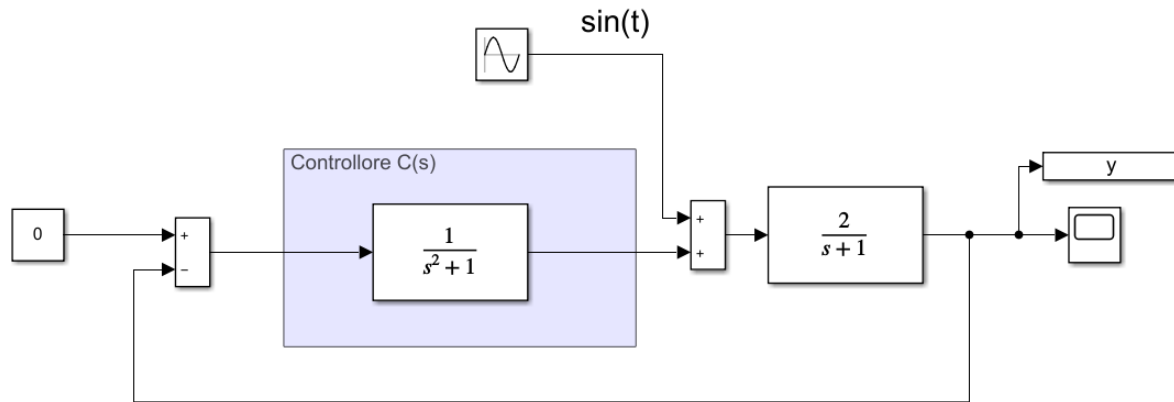 sin(t)
Controllore C(s)
y
0
+
−
1
s² + 1
+
+
2
s + 1